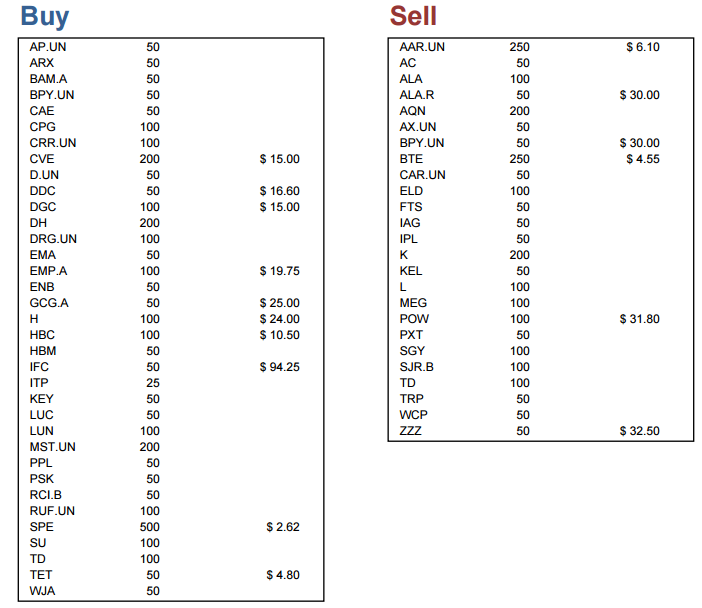 Buy
AP.UN 50
ARX 50
BAM.A 50
BPY.UN 50
CAE 50
CPG 100
CRR.UN 100
CVE 200 $ 15.00
D.UN 50
DDC 50 $ 16.60
DGC 100 $ 15.00
DH 200
DRG.UN 100
EMA 50
EMP.A 100 $ 19.75
ENB 50
GCG.A 50 $ 25.00
H 100 $ 24.00
HBC 100 $ 10.50
HBM 50
IFC 50 $ 94.25
ITP 25
KEY 50
LUC 50
LUN 100
MST.UN 200
PPL 50
PSK 50
RCI.B 50
RUF.UN 100
SPE 500 $ 2.62
SU 100
TD 100
TET 50 $ 4.80
WJA 50
Sell
AAR.UN 250 $ 6.10
AC 50
ALA 100
ALA.R 50 $ 30.00
AQN 200
AX.UN 50
BPY.UN 50 $ 30.00
BTE 250 $ 4.55
CAR.UN 50
ELD 100
FTS 50
IAG 50
IPL 50
K 200
KEL 50
L 100
MEG 100
POW 100 $ 31.80
PXT 50
SGY 100
SJR.B 100
TD 100
TRP 50
WCP 50
ZZZ 50 $ 32.50